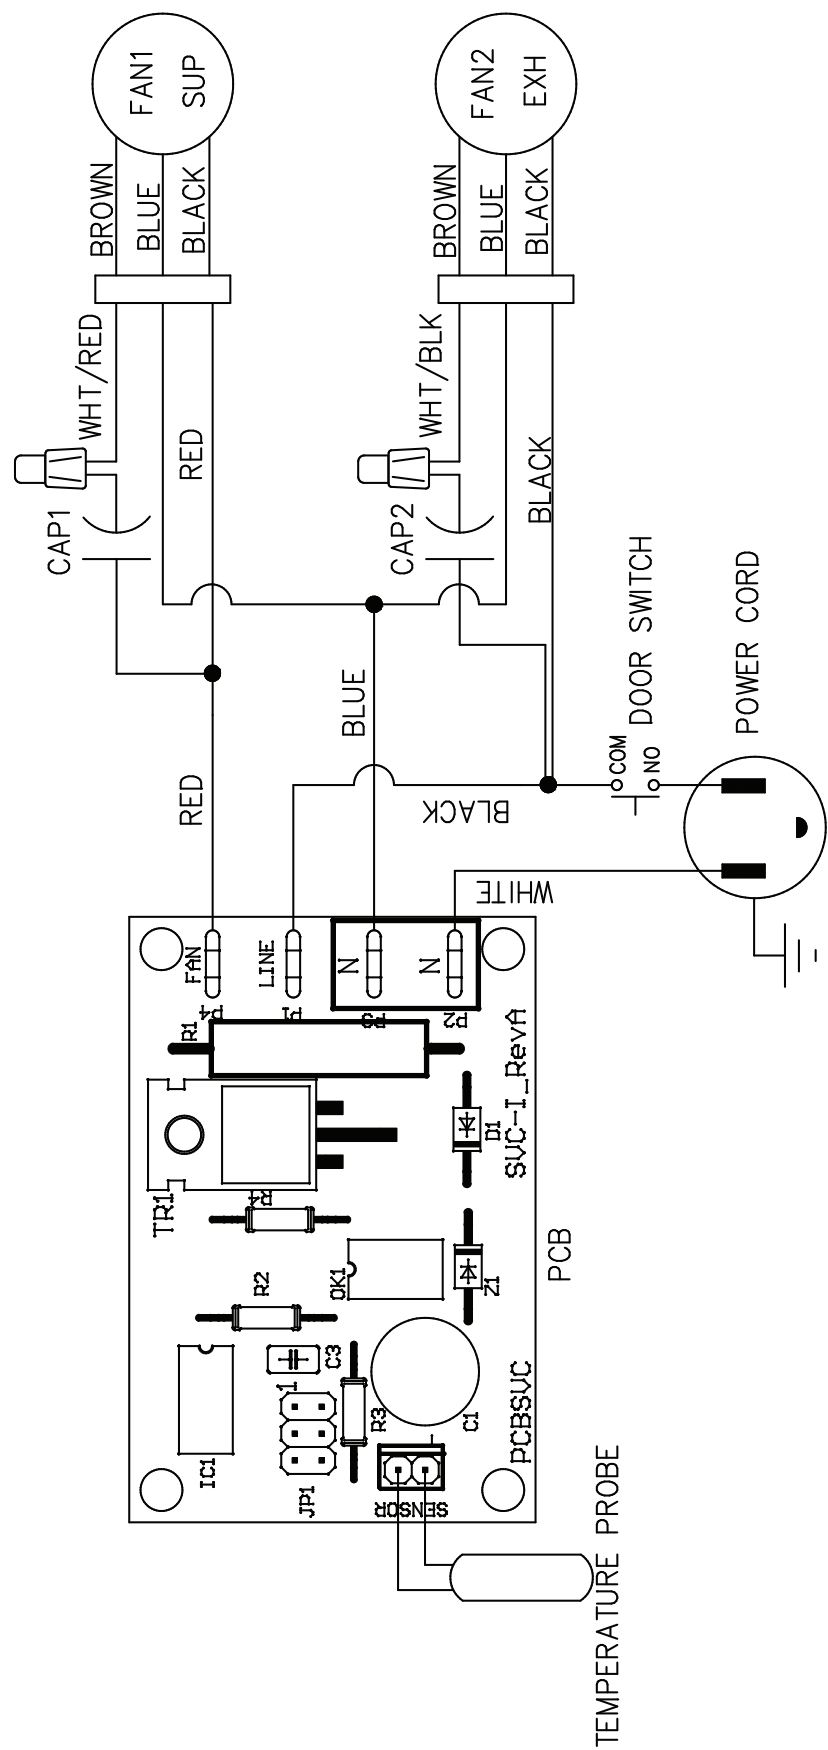 FAN1
SUP
FAN2
EXH
BROWN
BLUE
BLACK
BROWN
BLUE
BLACK
WHT/RED
RED
WHT/BLK
BLACK
CAP1
CAP2
DOOR SWITCH
POWER CORD
COM
NO
BLUE
RED
BLACK
WHITE
FAN
LINE
N
N
P4
P1
P3
P2
R1
SVC-I_RevA
D1
TR1
R4
PCB
OK1
Z1
R2
C3
1
R3
C1
PCBSVC
IC1
JP1
SENSOR
TEMPERATURE PROBE